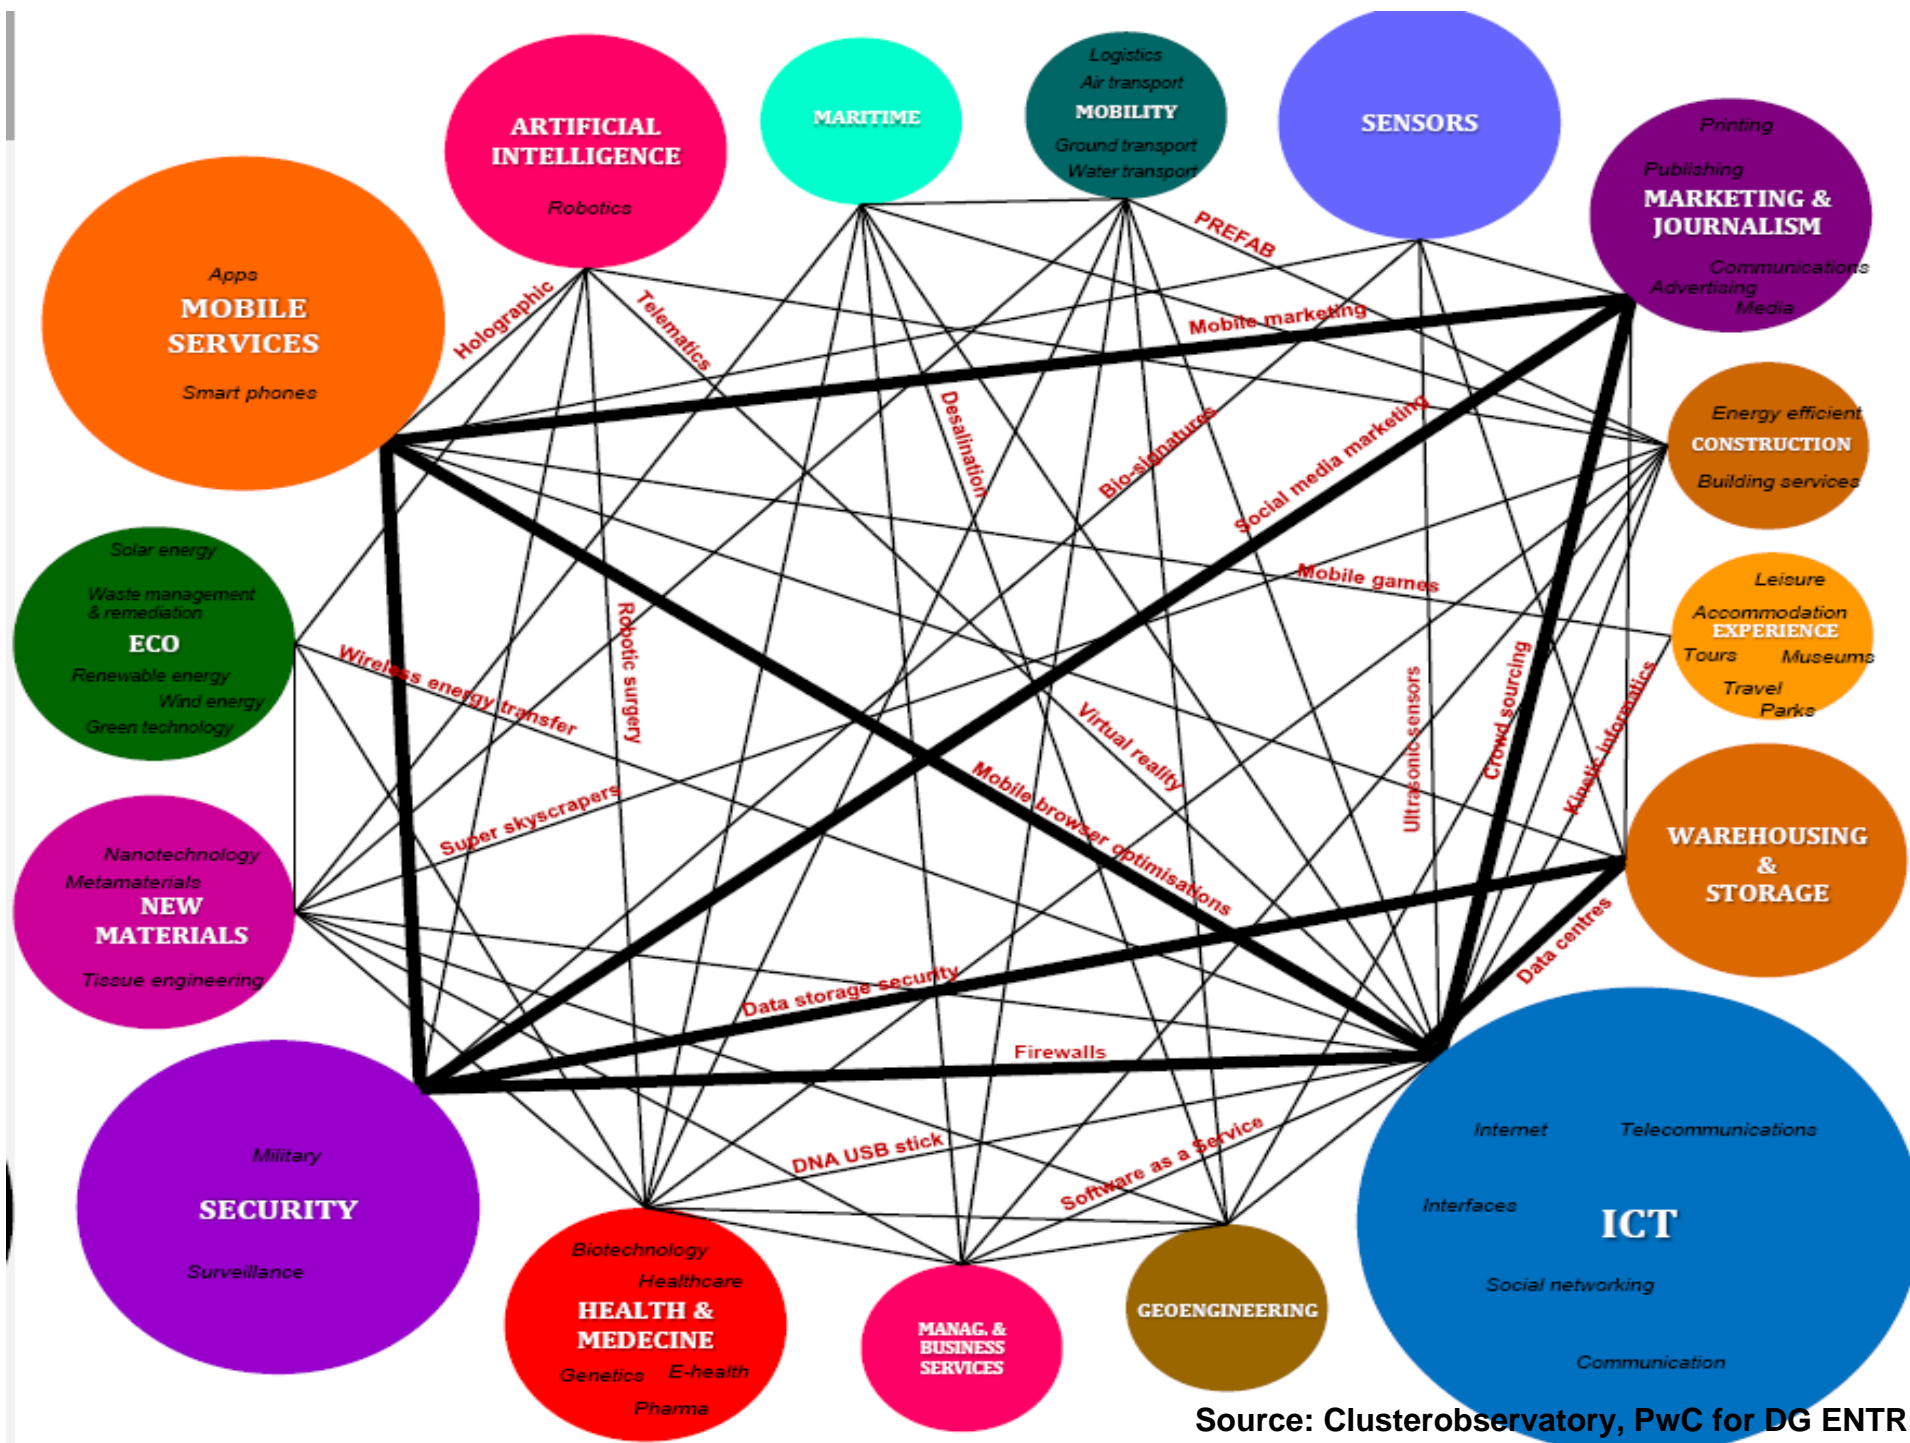 Logistics
Air transport
MOBILITY
Ground transport
Water transport
ARTIFICIAL
INTELLIGENCE
Robotics
MARITIME
SENSORS
Printing
Publishing
MARKETING &
JOURNALISM
Communications
Advertising
Media
Apps
MOBILE
SERVICES
Smart phones
PREFAB
Holographic
Telematics
Mobile marketing
Desalination
Bio-signatures
Social media marketing
Energy efficient
CONSTRUCTION
Building services
Solar energy
Waste management
& remediation
ECO
Renewable energy
Wind energy
Green technology
Mobile games
Leisure
Accommodation
EXPERIENCE
Tours
Museums
Travel
Parks
Wireless energy transfer
Robotic surgery
Virtual reality
Ultrasonic sensors
Crowd sourcing
Kinetic informatics
Super skyscrapers
Mobile browser optimisations
WAREHOUSING
&
STORAGE
Nanotechnology
Metamaterials
NEW
MATERIALS
Tissue engineering
Data storage security
Data centres
Firewalls
DNA USB stick
Software as a Service
Military
SECURITY
Surveillance
Internet
Telecommunications
Interfaces
ICT
Social networking
Communication
Biotechnology
Healthcare
HEALTH &
MEDECINE
Genetics
E-health
Pharma
MANAG. &
BUSINESS
SERVICES
GEOENGINEERING
Source: Clusterobservatory, PwC for DG ENTR